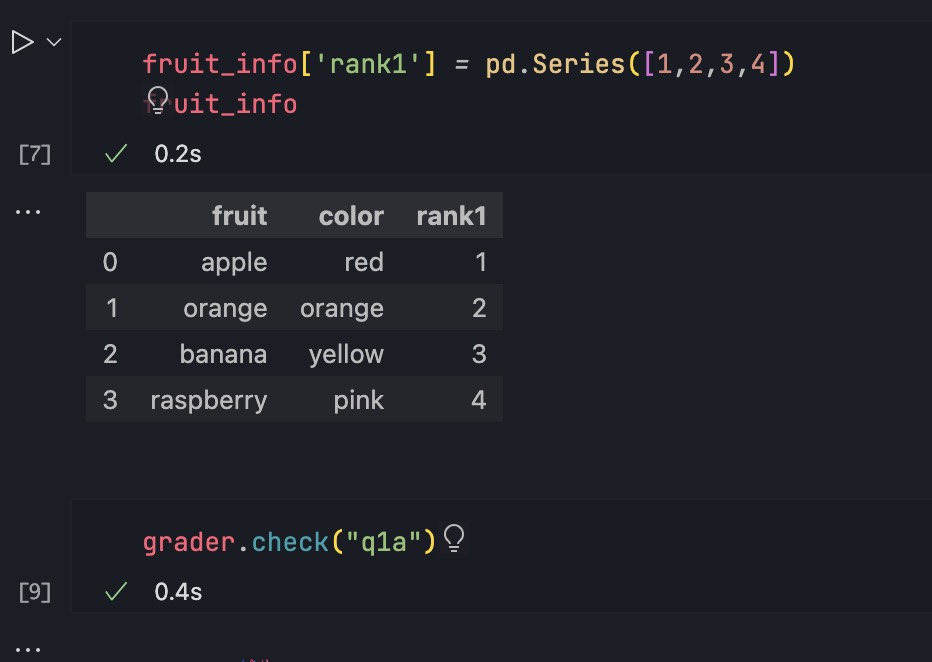 fruit_info['rank1'] = pd.Series([1,2,3,4])
fruit_info
[7] 0.2s
...
fruit color rank1
0 apple red 1
1 orange orange 2
2 banana yellow 3
3 raspberry pink 4
grader.check("q1a")
[9] 0.4s
...